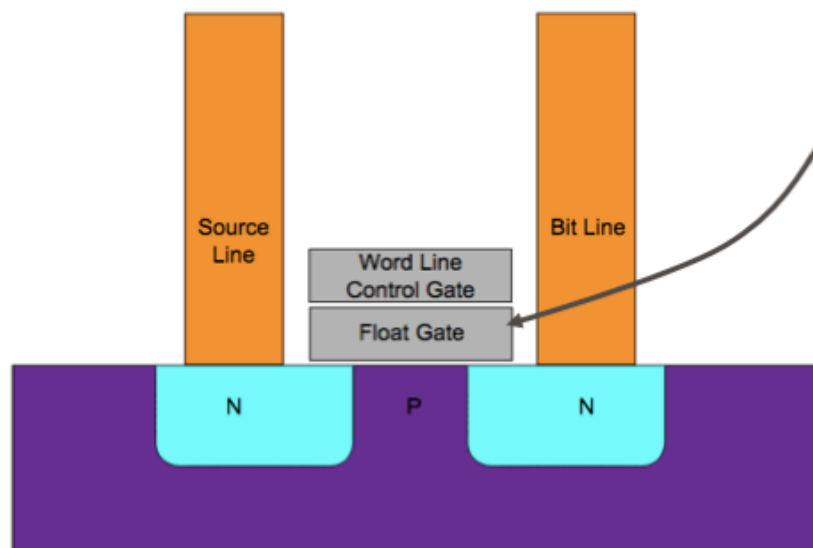 Source
Line
Bit Line
Word Line
Control Gate
Float Gate
N
P
N